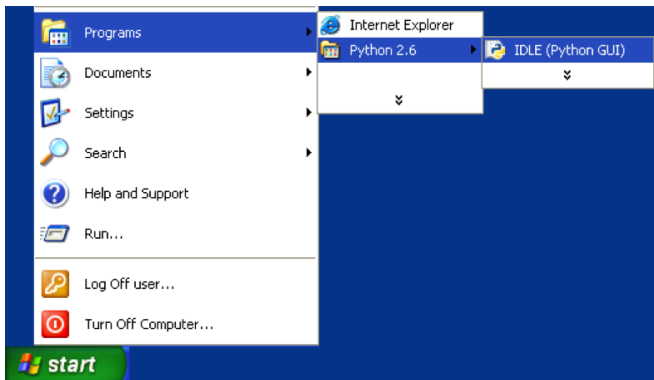 Programs
Internet Explorer
Python 2.6
IDLE (Python GUI)
Documents
Settings
Search
Help and Support
Run...
Log Off user...
Turn Off Computer...
start